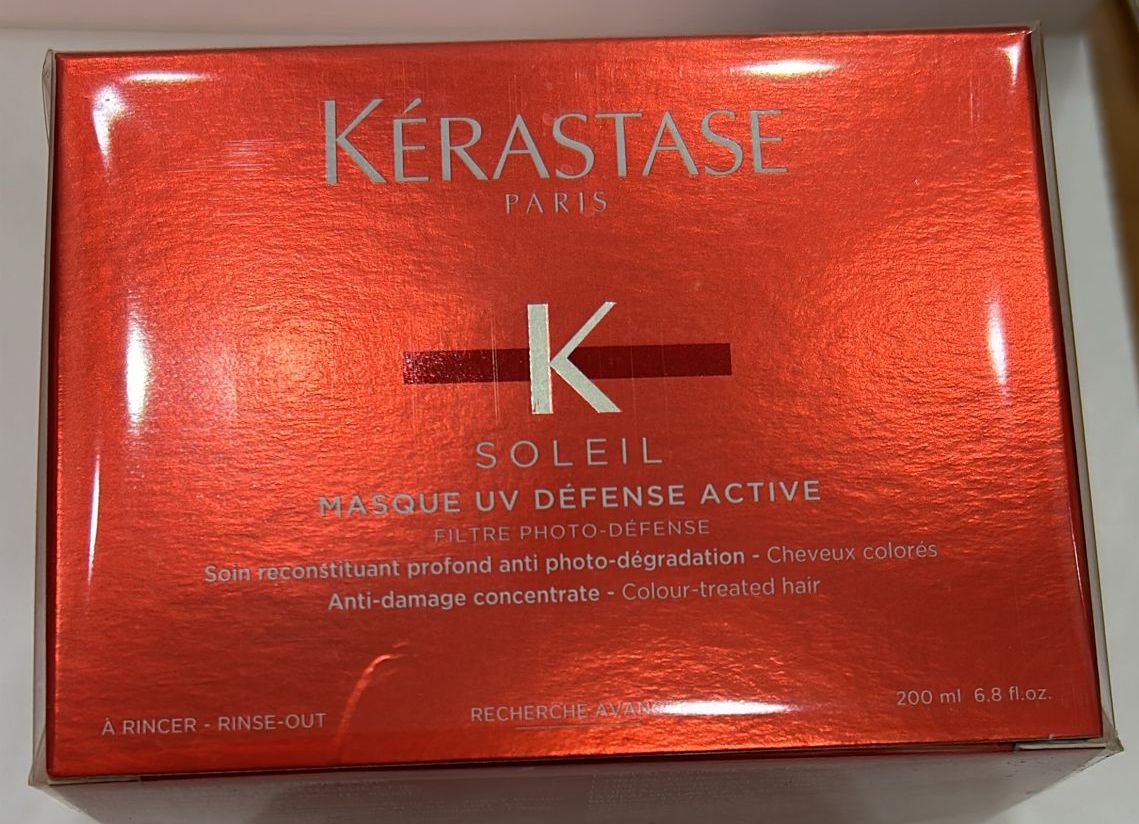 KÉRASTASE
PARIS
K
SOLEIL
MASQUE UV DÉFENSE ACTIVE
FILTRE PHOTO-DÉFENSE
Soin reconstituant profond anti photo-dégradation - Cheveux colorés
Anti-damage concentrate - Colour-treated hair
À RINCER - RINSE-OUT
RECHERCHE
200 ml 6.8 fl.oz.